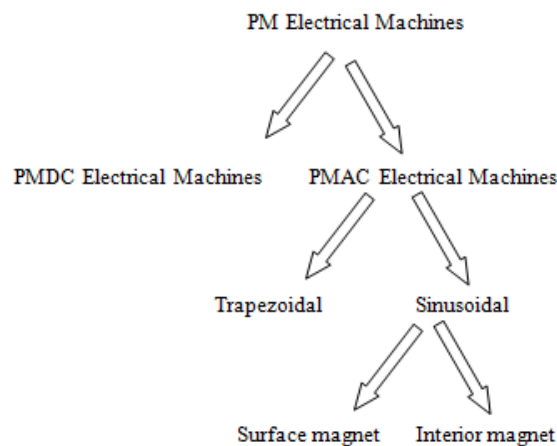 PM Electrical Machines
PMDC Electrical Machines
PMAC Electrical Machines
Trapezoidal
Sinusoidal
Surface magnet
Interior magnet